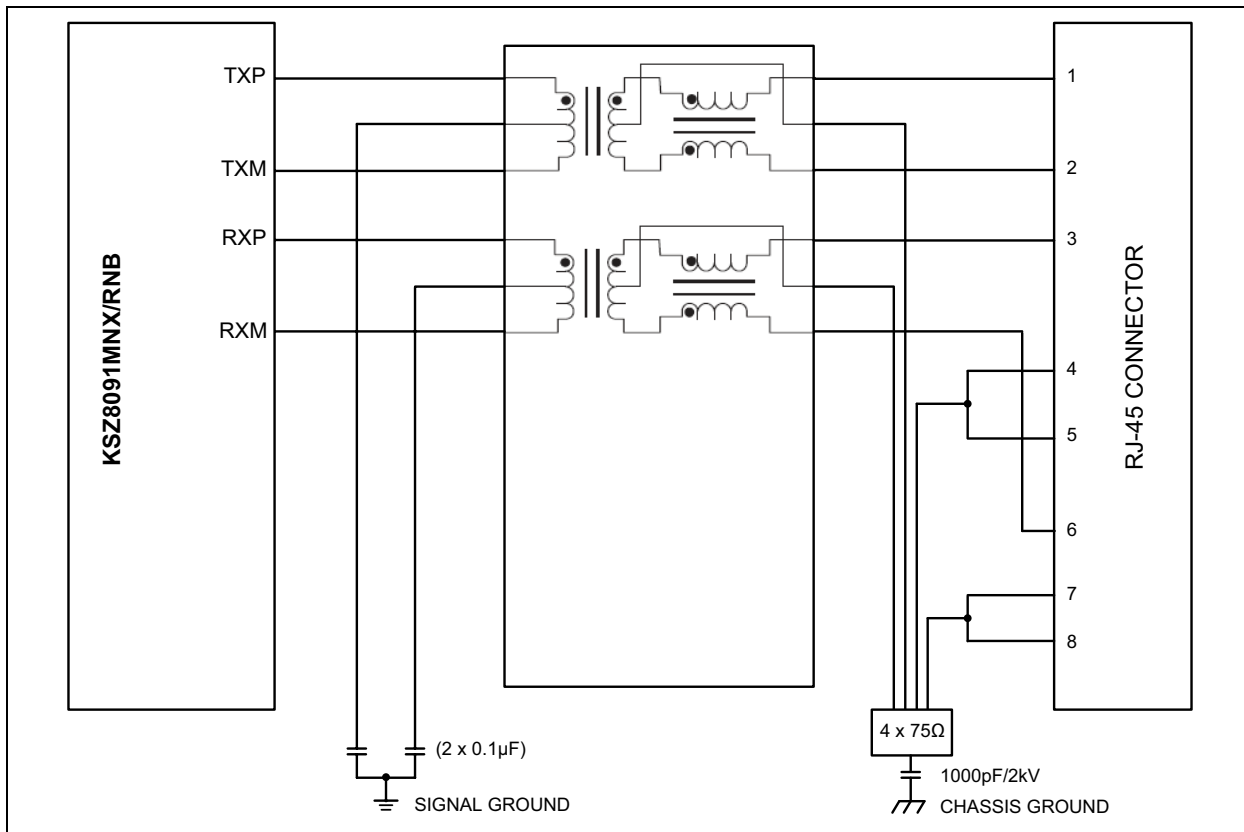 KSZ8091MNX/RNB
TXP
TXM
RXP
RXM
1
2
3
4
5
6
7
8
RJ-45 CONNECTOR
(2 x 0.1µF)
SIGNAL GROUND
4 x 75Ω
1000pF/2kV
CHASSIS GROUND